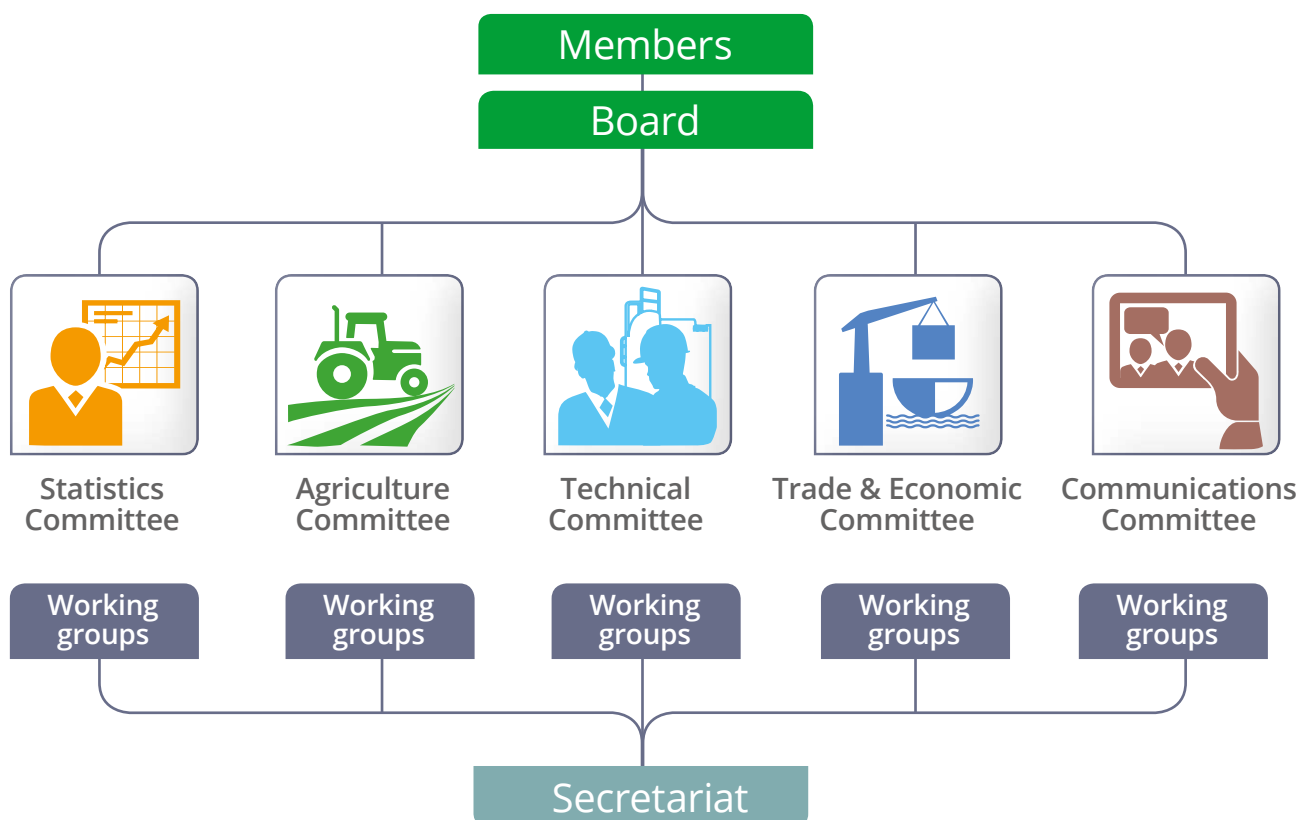 Members
Board
Statistics
Committee
Agriculture
Committee
Technical
Committee
Trade & Economic
Committee
Communications
Committee
Working
groups
Working
groups
Working
groups
Working
groups
Working
groups
Secretariat